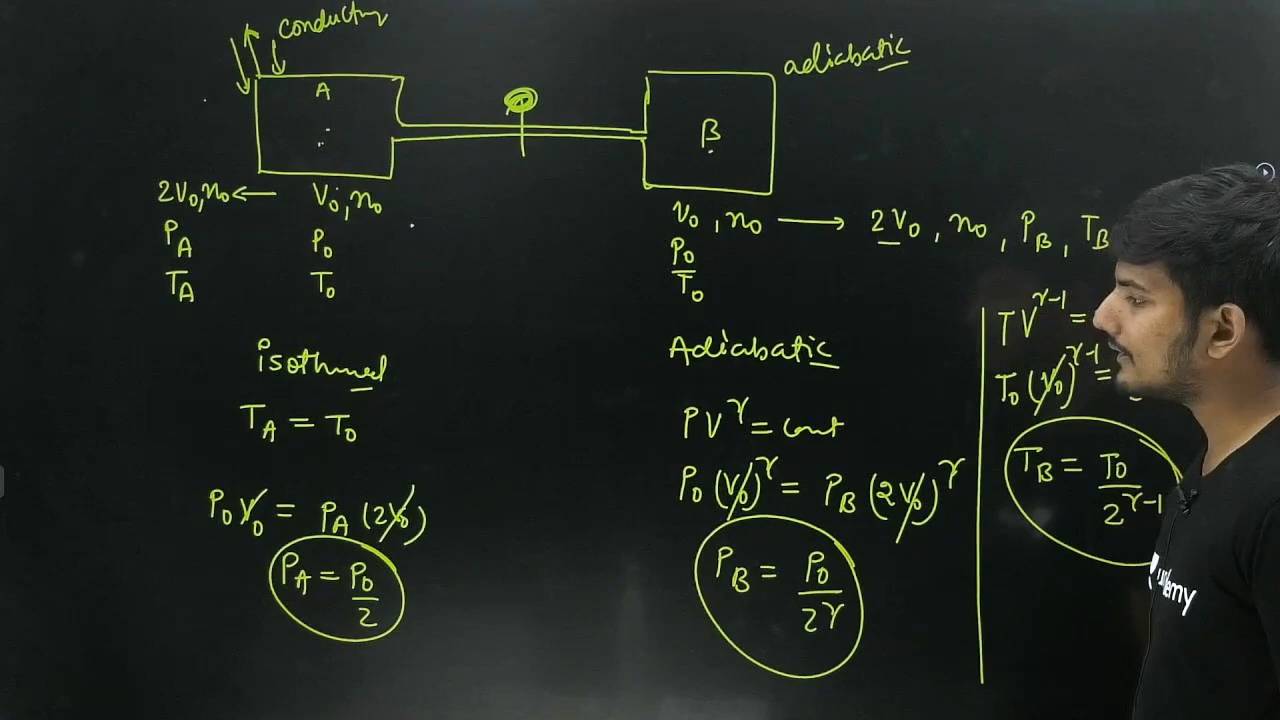 conducting
adiabatic
A
B
2V₀, n₀ ← V₀, n₀
P_A P₀
T_A T₀
V₀, n₀ → 2V₀, n₀, P_B, T_B
P₀
T₀
isothermal
T_A = T₀
P₀V₀ = P_A (2V₀)
P_A = P₀/2
Adiabatic
PV^γ = const
P₀(V₀)^γ = P_B (2V₀)^γ
P_B = P₀/2^γ
TV^γ-1 =
T₀(V₀)^γ-1 =
T_B = T₀/2^γ-1